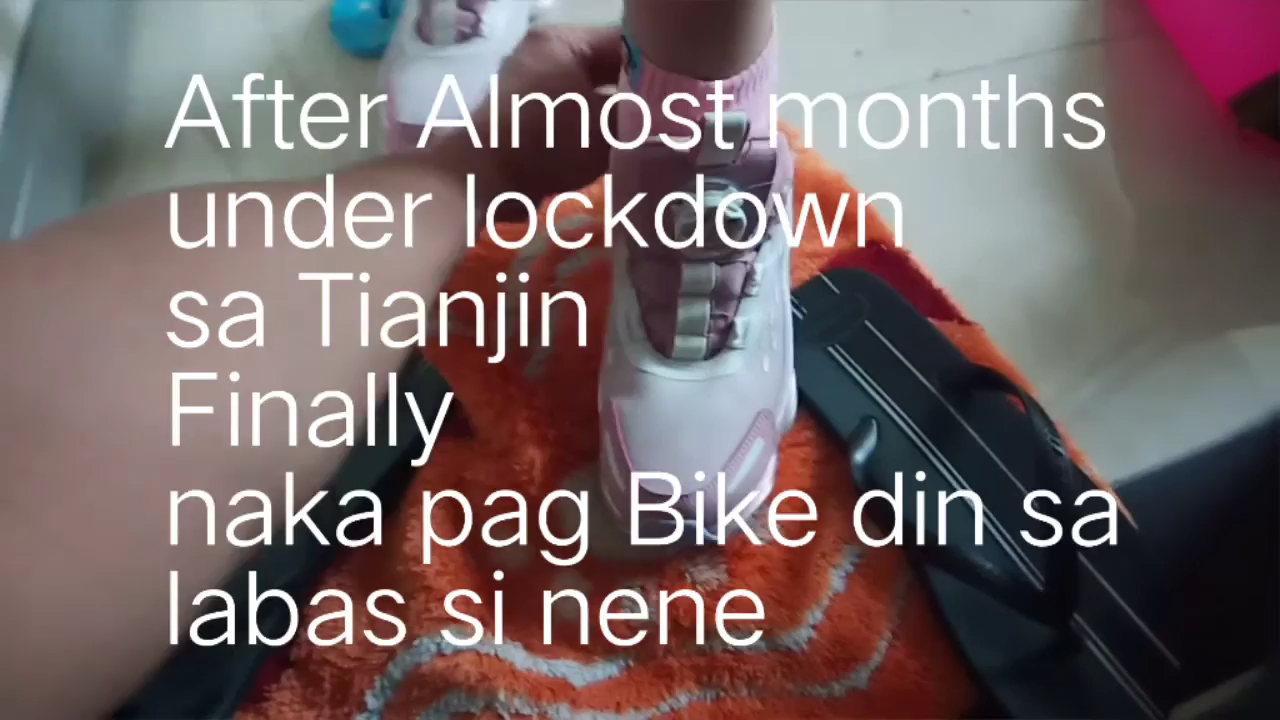 After Almost months
under lockdown
sa Tianjin
Finally
naka pag Bike din sa
labas si nene